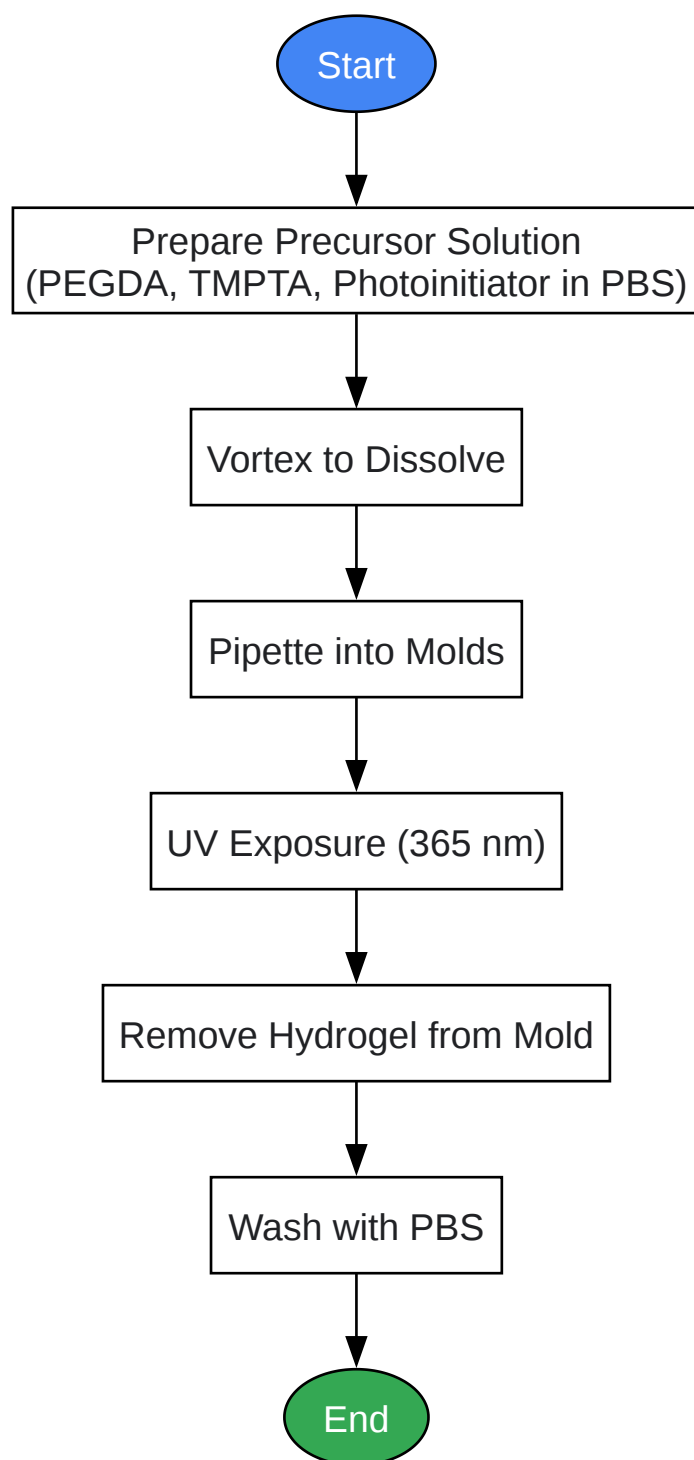 Start
Prepare Precursor Solution
(PEGDA, TMPTA, Photoinitiator in PBS)
Vortex to Dissolve
Pipette into Molds
UV Exposure (365 nm)
Remove Hydrogel from Mold
Wash with PBS
End